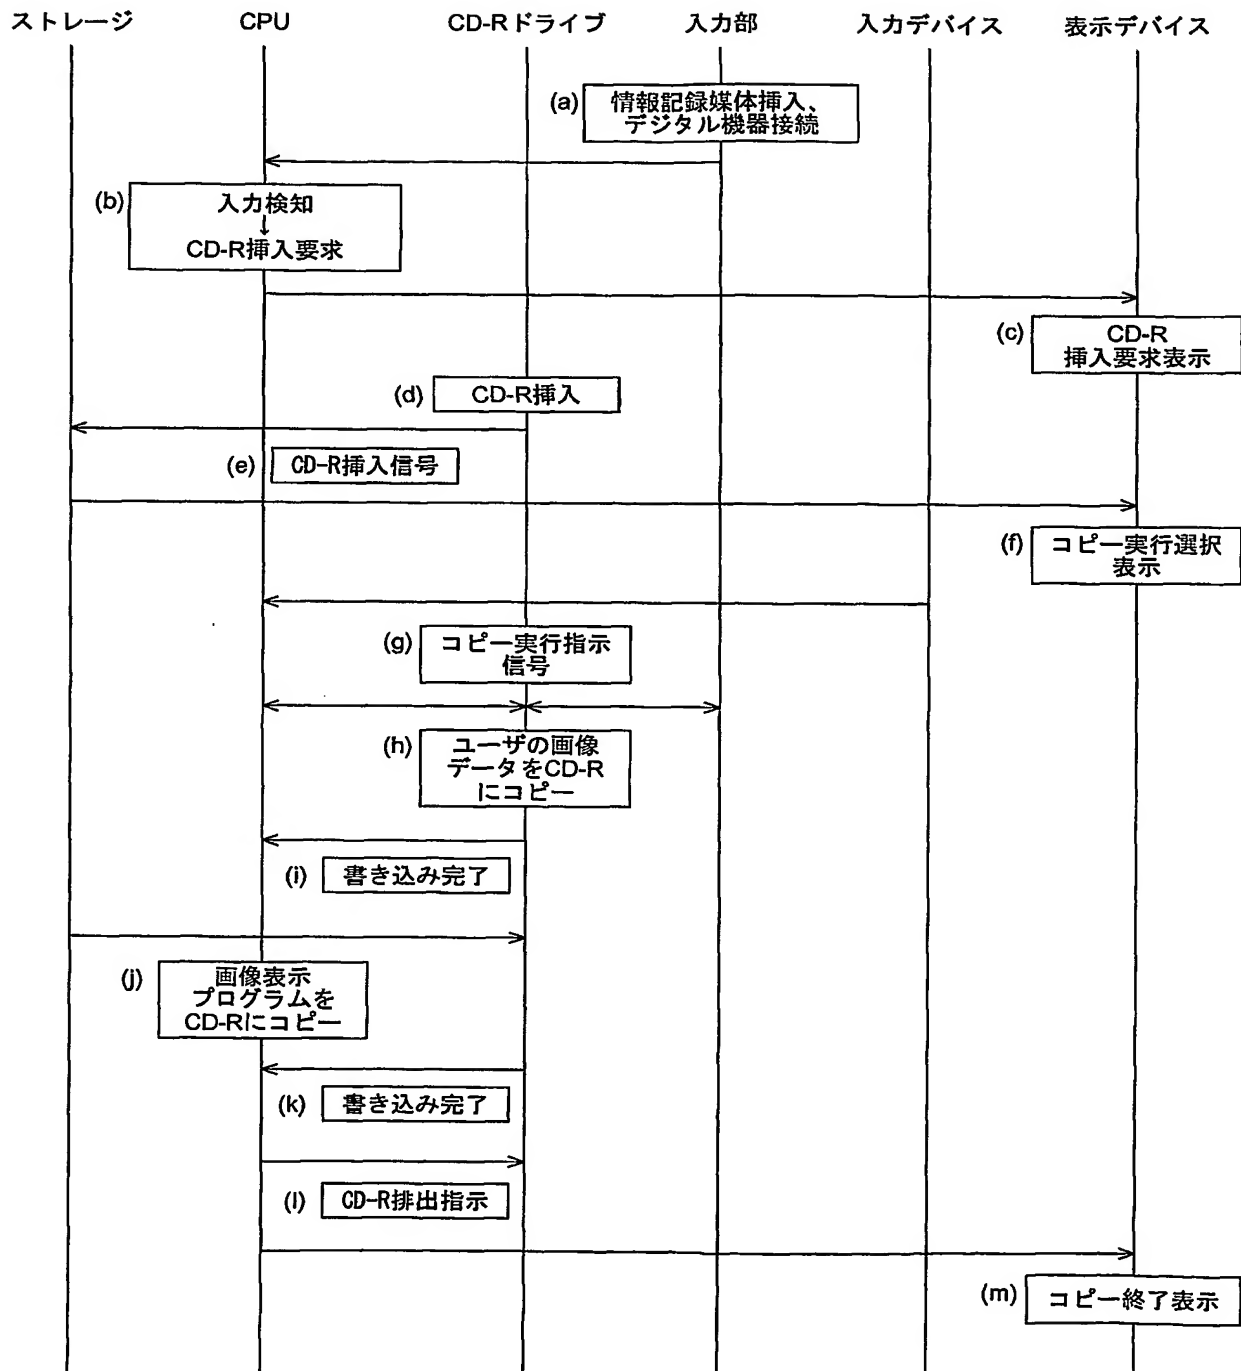 ストレージ CPU CD-Rドライブ 入力部 入力デバイス 表示デバイス
(a) 情報記録媒体挿入、
デジタル機器接続
(b) 入力検知
↓
CD-R挿入要求
(c) CD-R
挿入要求表示
(d) CD-R挿入
(e) CD-R挿入信号
(f) コピー実行選択
表示
(g) コピー実行指示
信号
(h) ユーザの画像
データをCD-R
にコピー
(i) 書き込み完了
(j) 画像表示
プログラムを
CD-Rにコピー
(k) 書き込み完了
(l) CD-R排出指示
(m) コピー終了表示